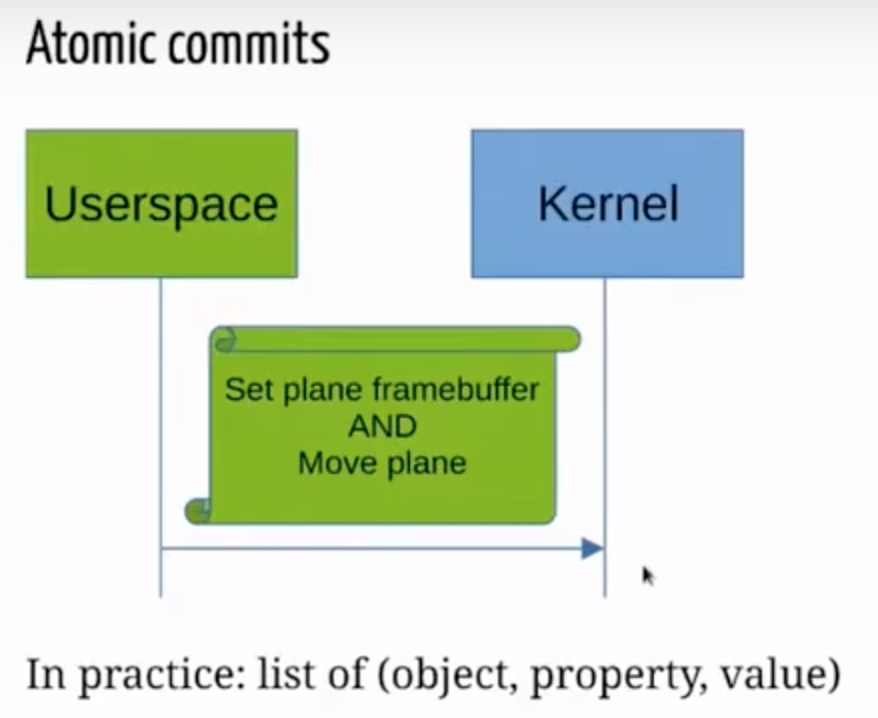 Atomic commits
Userspace
Kernel
Set plane framebuffer
AND
Move plane
In practice: list of (object, property, value)